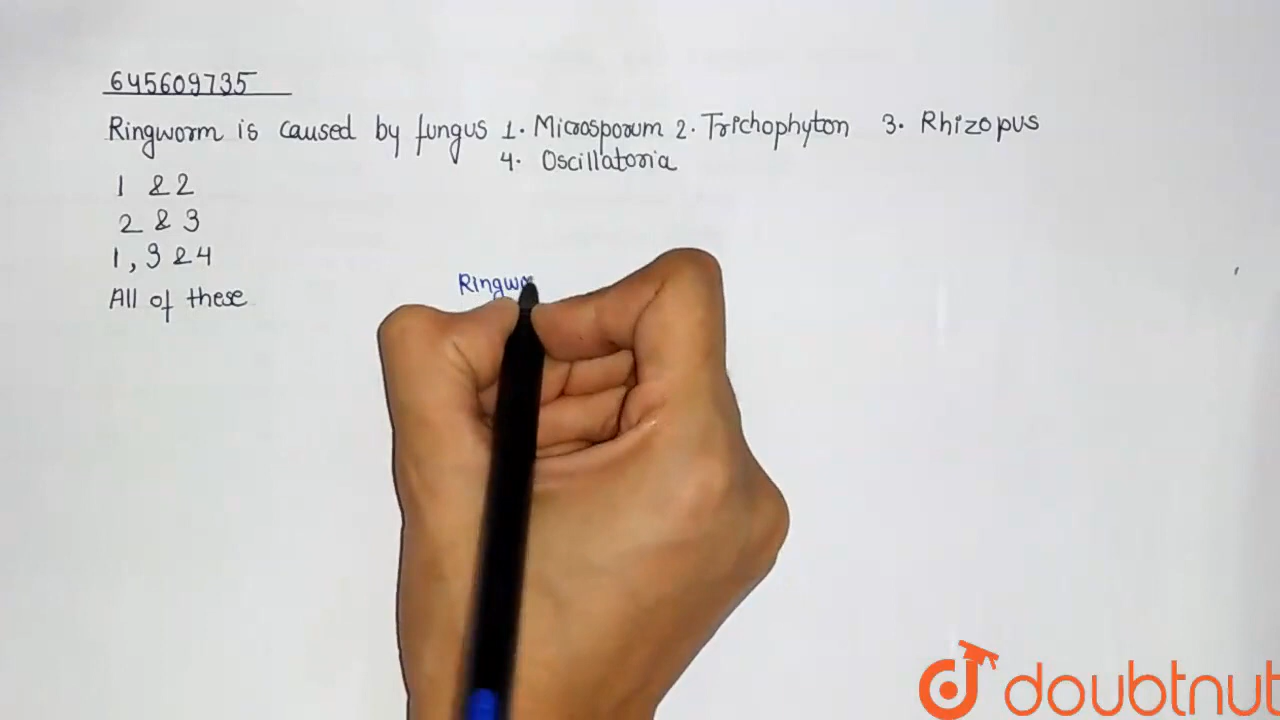 645609735
Ringworm is caused by fungus 1. Microsporum 2. Trichophyton 3. Rhizopus
4. Oscillatoria
1 & 2
2 & 3
1, 3 & 4
All of these
Ringwo
doubtnut